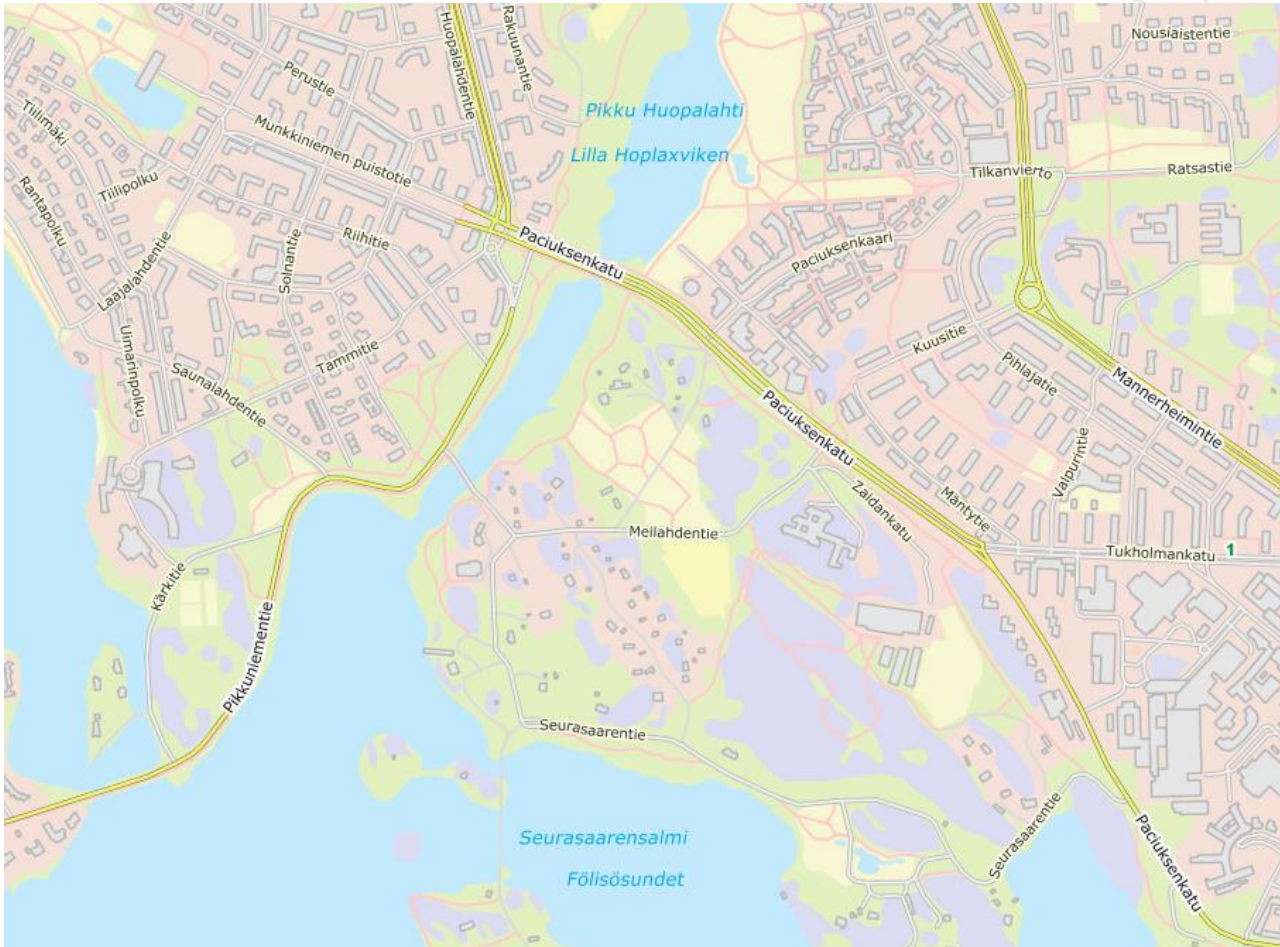 Huopalahdentie
Rakuunantie
Nousiaistentie
Perustie
Pikku Huopalahti
Lilla Hoplaxviken
Tiilimäki
Munkkiniemen puistotie
Tilkanvierto
Ratsastie
Tiilipolku
Rantapolku
Riihitie
Solnantie
Laajalahdentie
Paciuksenkatu
Paciuksenkaari
Kuusitie
Uimarinpolku
Tammitie
Saunalahdentie
Pihlajatie
Mannerheimintie
Paciuksenkatu
Valpurintie
Zaidankatu
Mäntytie
Meilahdentie
Tukholmankatu
1
Kärkitie
Pikkuniementie
Seurasaarentie
Seurasaarensalmi
Fölisösundet
Seurasaarentie
Paciuksenkatu